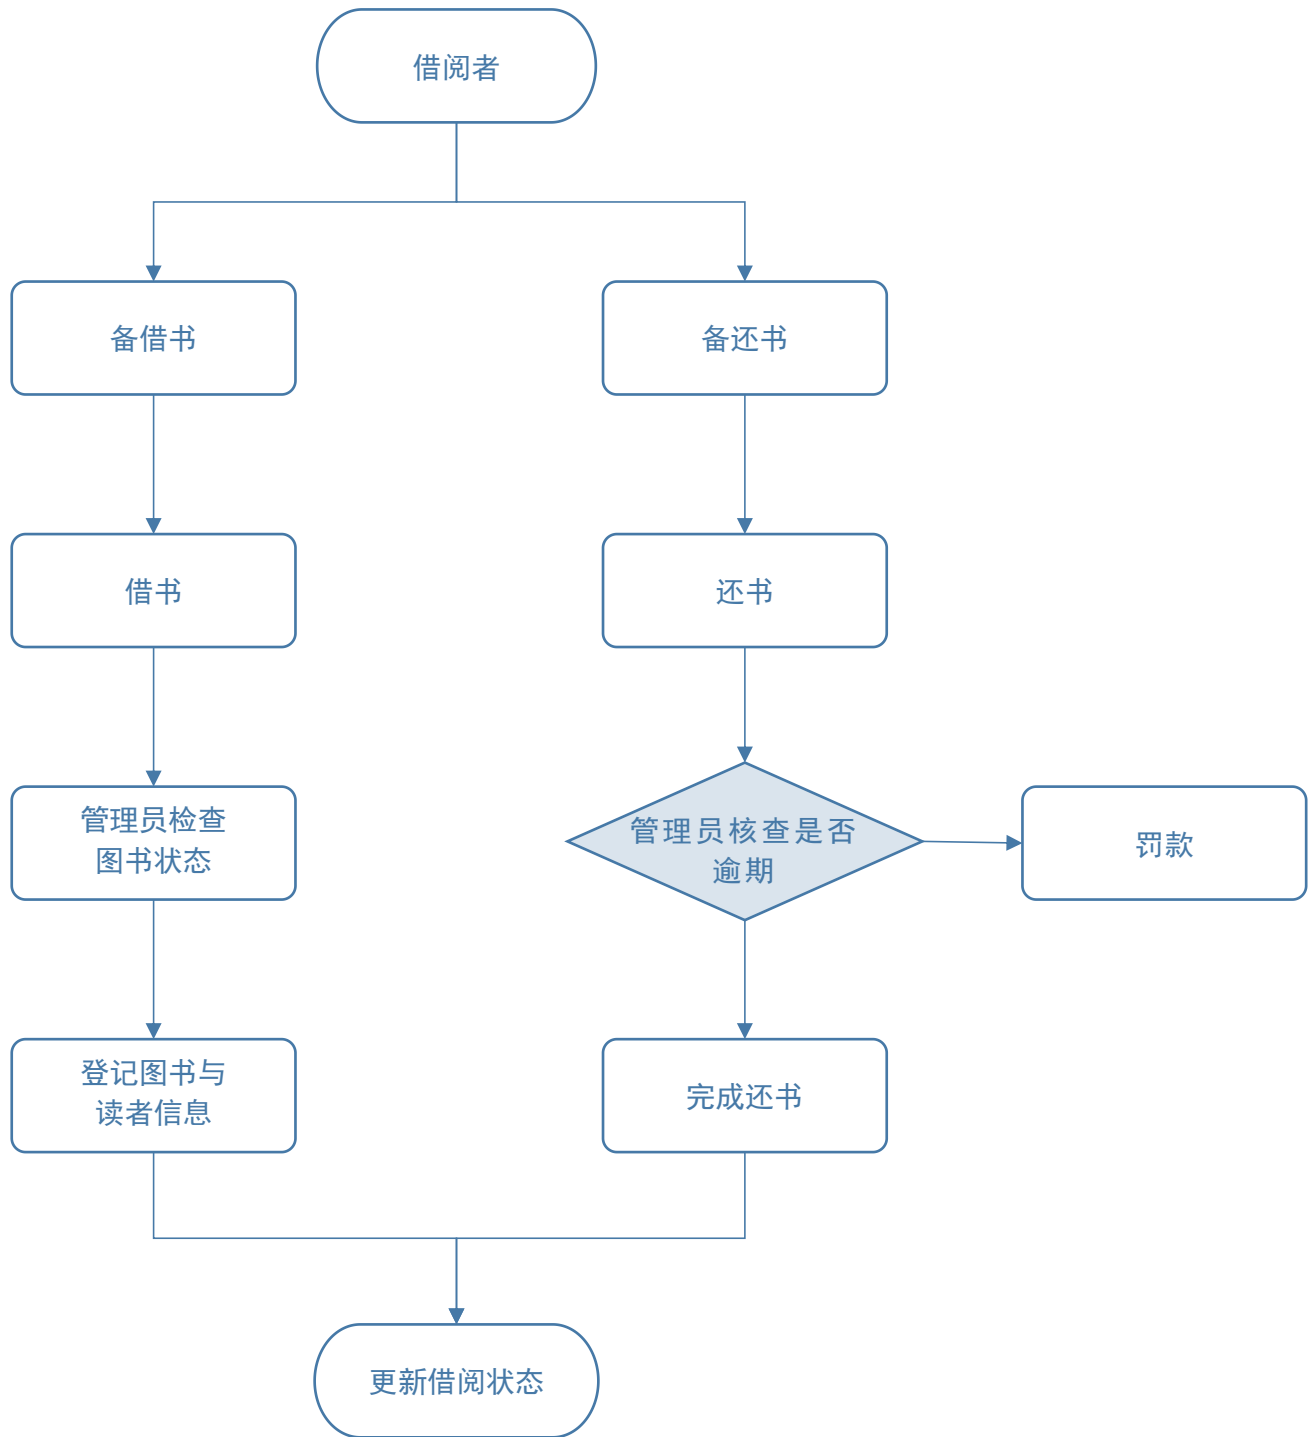 借阅者
备借书
备还书
借书
还书
管理员检查
图书状态
管理员核查是否
逾期
罚款
登记图书与
读者信息
完成还书
更新借阅状态